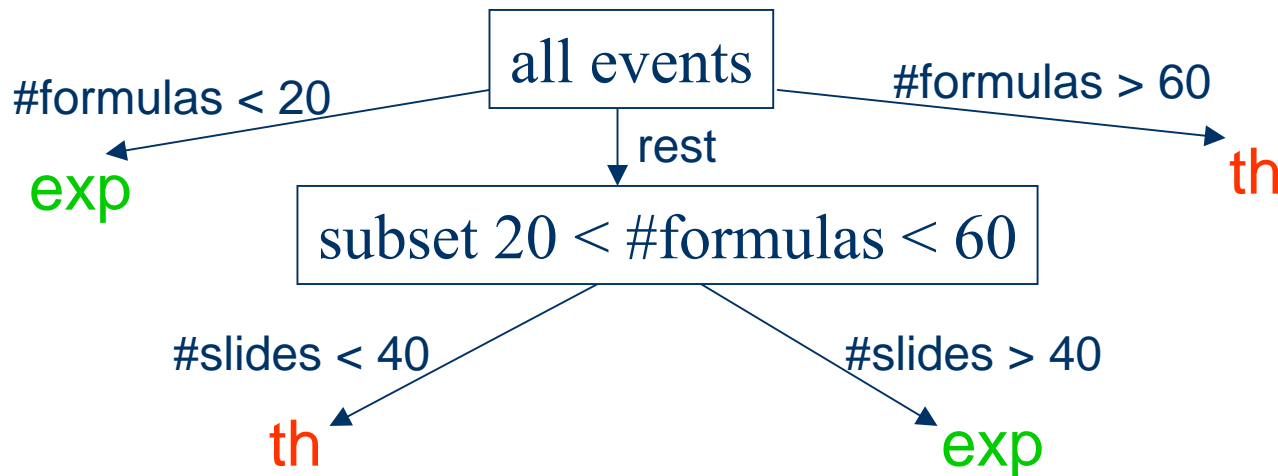 all events
#formulas < 20
#formulas > 60
rest
exp
th
subset 20 < #formulas < 60
#slides < 40
#slides > 40
th
exp